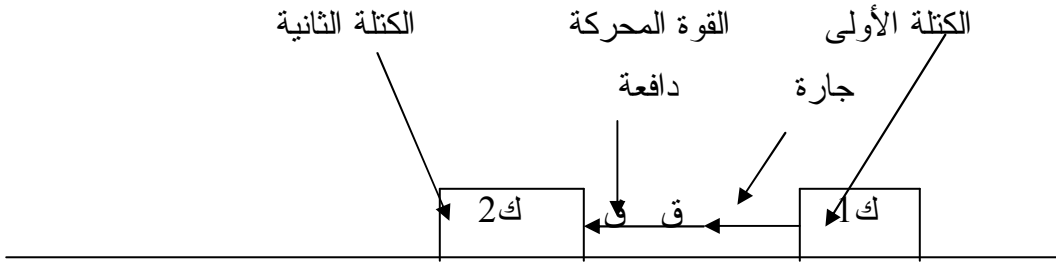 الكتلة الأولى القوة المحركة الكتلة الثانية
جارة دافعة
ك1 ق ق ك2